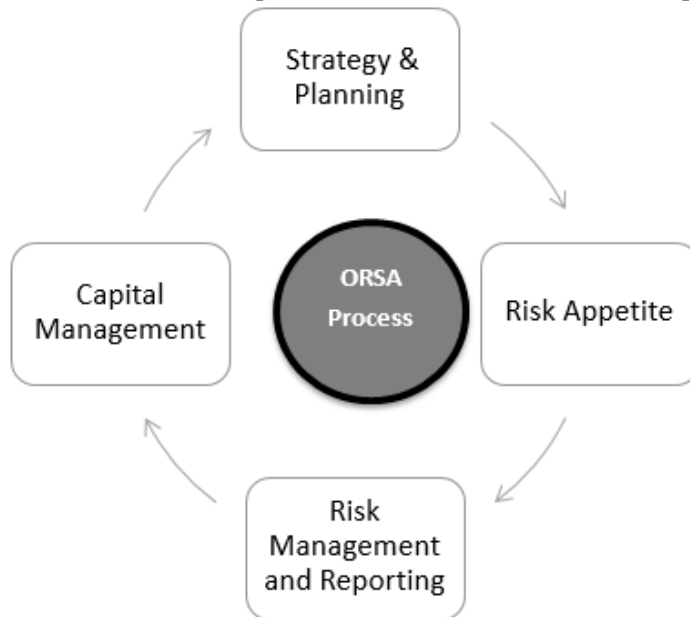 Strategy &
Planning
ORSA
Process
Capital
Management
Risk Appetite
Risk
Management
and Reporting